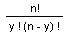 n!
y ! (n - y) !